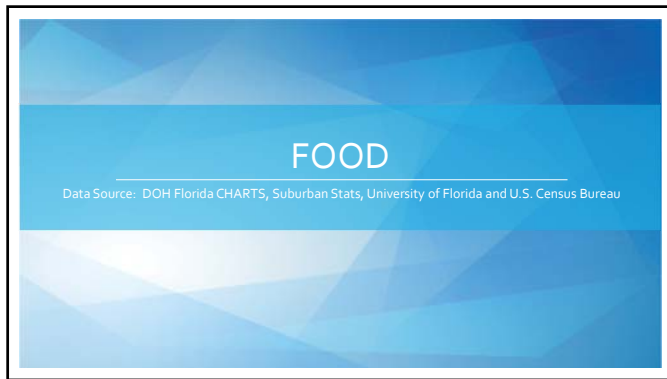 FOOD
Data Source: DOH Florida CHARTS, Suburban Stats, University of Florida and U.S. Census Bureau